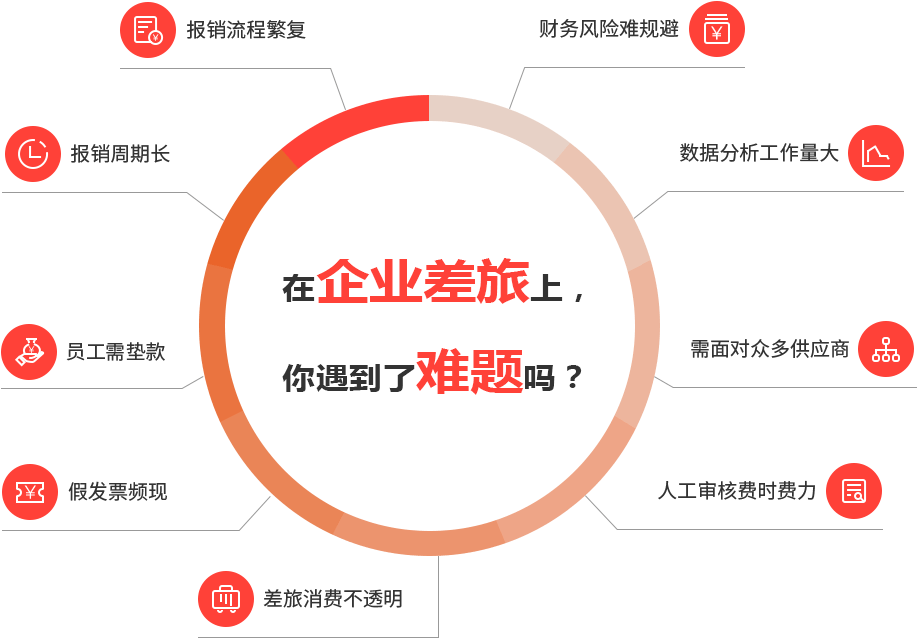 报销流程繁复
财务风险难规避
报销周期长
数据分析工作量大
在企业差旅上，
你遇到了难题吗？
员工需垫款
需面对众多供应商
假发票频现
人工审核费时费力
差旅消费不透明